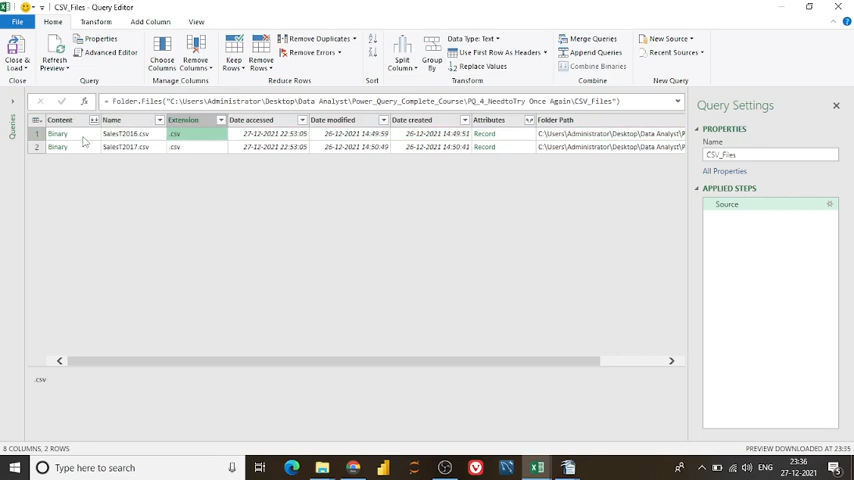 CSV_Files - Query Editor
File Home Transform Add Column View
Close & Load
Close
Refresh Preview
Properties
Advanced Editor
Query
Choose Columns
Remove Columns
Manage Columns
Keep Rows
Remove Rows
Remove Duplicates
Remove Errors
Reduce Rows
Sort
Split Column
Group By
Data Type: Text
Use First Row As Headers
Replace Values
Transform
Merge Queries
Append Queries
Combine Binaries
Combine
New Source
Recent Sources
New Query
= Folder.Files("C:\Users\Administrator\Desktop\Data Analyst\Power_Query_Complete_Course\PQ_4_NeedtoTry Once Again\CSV_Files")
Queries
Content Name Extension Date accessed Date modified Date created Attributes Folder Path
1 Binary SalesT2016.csv .csv 27-12-2021 22:53:05 26-12-2021 14:49:59 26-12-2021 14:49:51 Record C:\Users\Administrator\Desktop\Data Analyst\P
2 Binary SalesT2017.csv .csv 27-12-2021 22:53:05 26-12-2021 14:50:49 26-12-2021 14:50:41 Record C:\Users\Administrator\Desktop\Data Analyst\P
.csv
Query Settings
PROPERTIES
Name
CSV_Files
All Properties
APPLIED STEPS
Source
8 COLUMNS, 2 ROWS
PREVIEW DOWNLOADED AT 23:35
Type here to search
ENG
23:36
27-12-2021